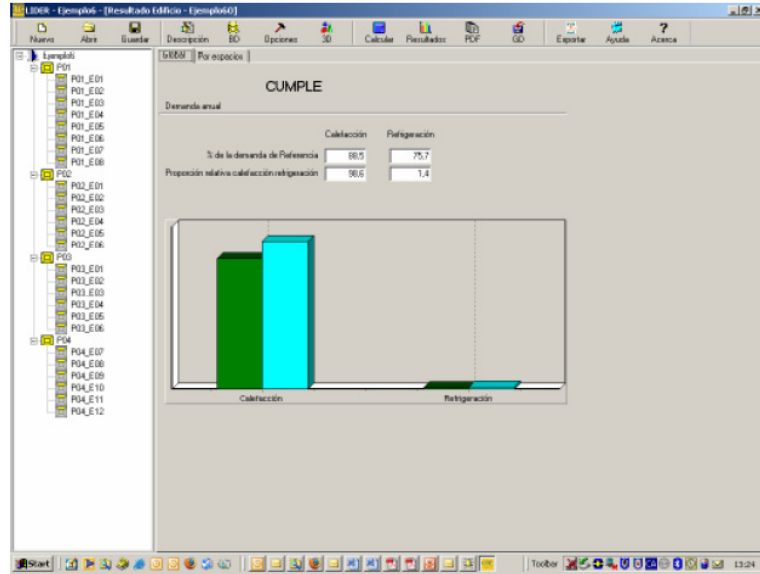 LIDER - Ejemplo6 - [Resultado Edificio - Ejemplo60]
Nuevo Abrir Guardar Descripción BD Opciones 3D Calcular Resultados PDF GD Exportar Ayuda Acerca
Ejemplo6
P01
P01_E01
P01_E02
P01_E03
P01_E04
P01_E05
P01_E06
P01_E07
P01_E08
P02
P02_E01
P02_E02
P02_E03
P02_E04
P02_E05
P02_E06
P03
P03_E01
P03_E02
P03_E03
P03_E04
P03_E05
P03_E06
P04
P04_E07
P04_E08
P04_E09
P04_E10
P04_E11
P04_E12
Global Por espacios
CUMPLE
Demanda anual
Calefacción Refrigeración
% de la demanda de Referencia 88,5 75,7
Proporción relativa calefacción refrigeración 98,6 1,4
Calefacción Refrigeración
Start Toolbar 13:24